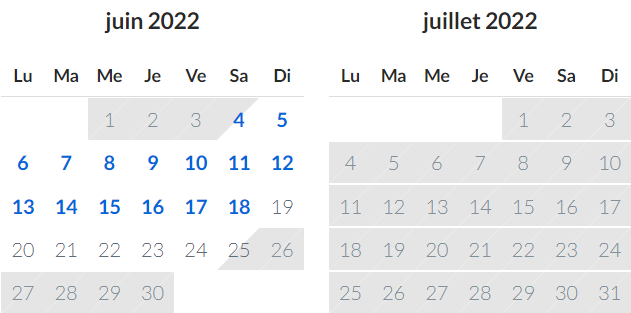 juin 2022
Lu Ma Me Je Ve Sa Di
1 2 3 4 5
6 7 8 9 10 11 12
13 14 15 16 17 18 19
20 21 22 23 24 25 26
27 28 29 30
juillet 2022
Lu Ma Me Je Ve Sa Di
1 2 3
4 5 6 7 8 9 10
11 12 13 14 15 16 17
18 19 20 21 22 23 24
25 26 27 28 29 30 31